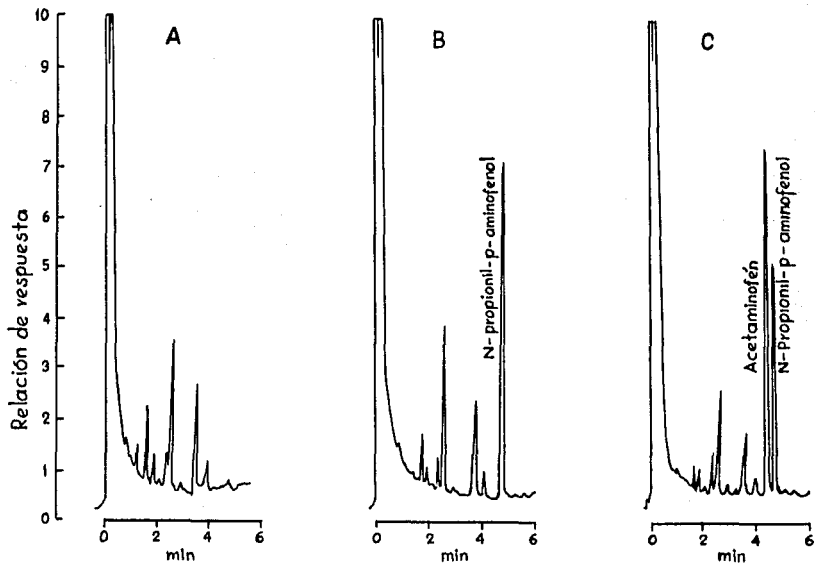 A
B
C
Relación de respuesta
10
9
8
7
6
5
4
3
2
1
0
N-propionil-p-aminofenol
Acetaminofén
N-Propionil-p-aminofenol
0 2 4 6
min
0 2 4 6
min
0 2 4 6
min